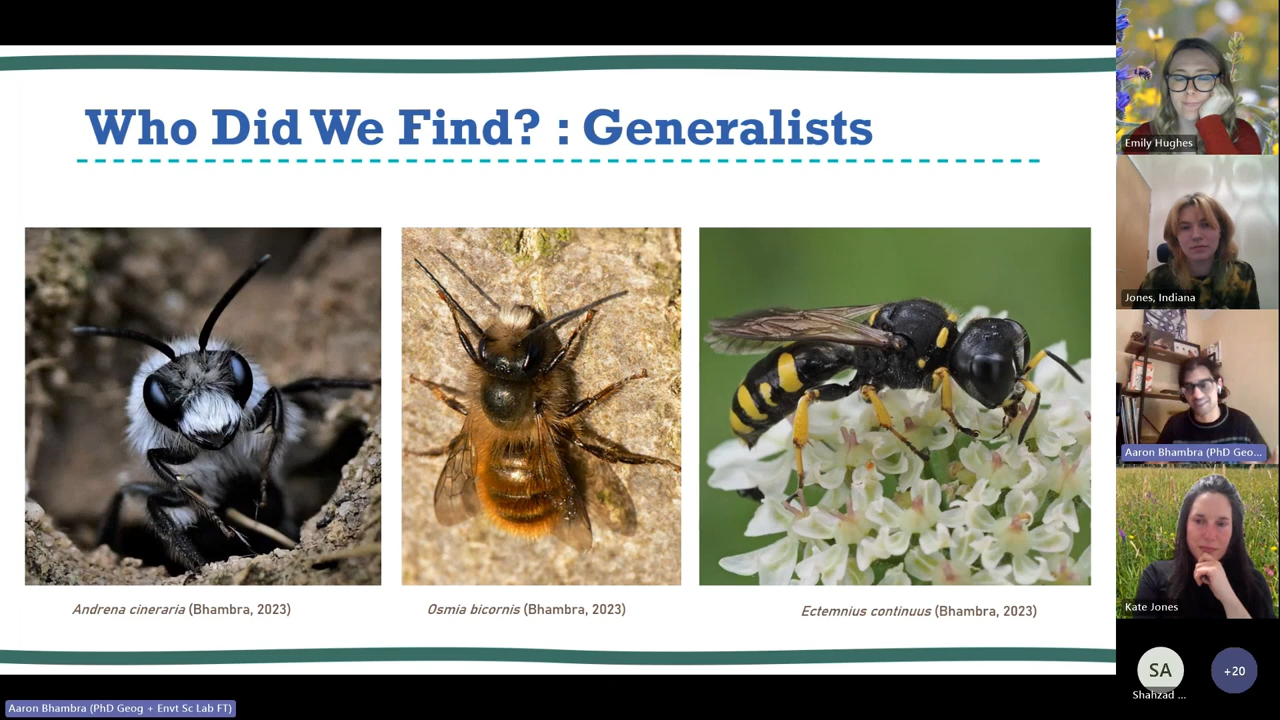 Who Did We Find? : Generalists
Andrena cineraria (Bhambra, 2023)
Osmia bicornis (Bhambra, 2023)
Ectemnius continuus (Bhambra, 2023)
Emily Hughes
Jones, Indiana
Aaron Bhambra (PhD Geo...
Kate Jones
SA
Shahzad ...
+20
Aaron Bhambra (PhD Geog + Envt Sc Lab FT)